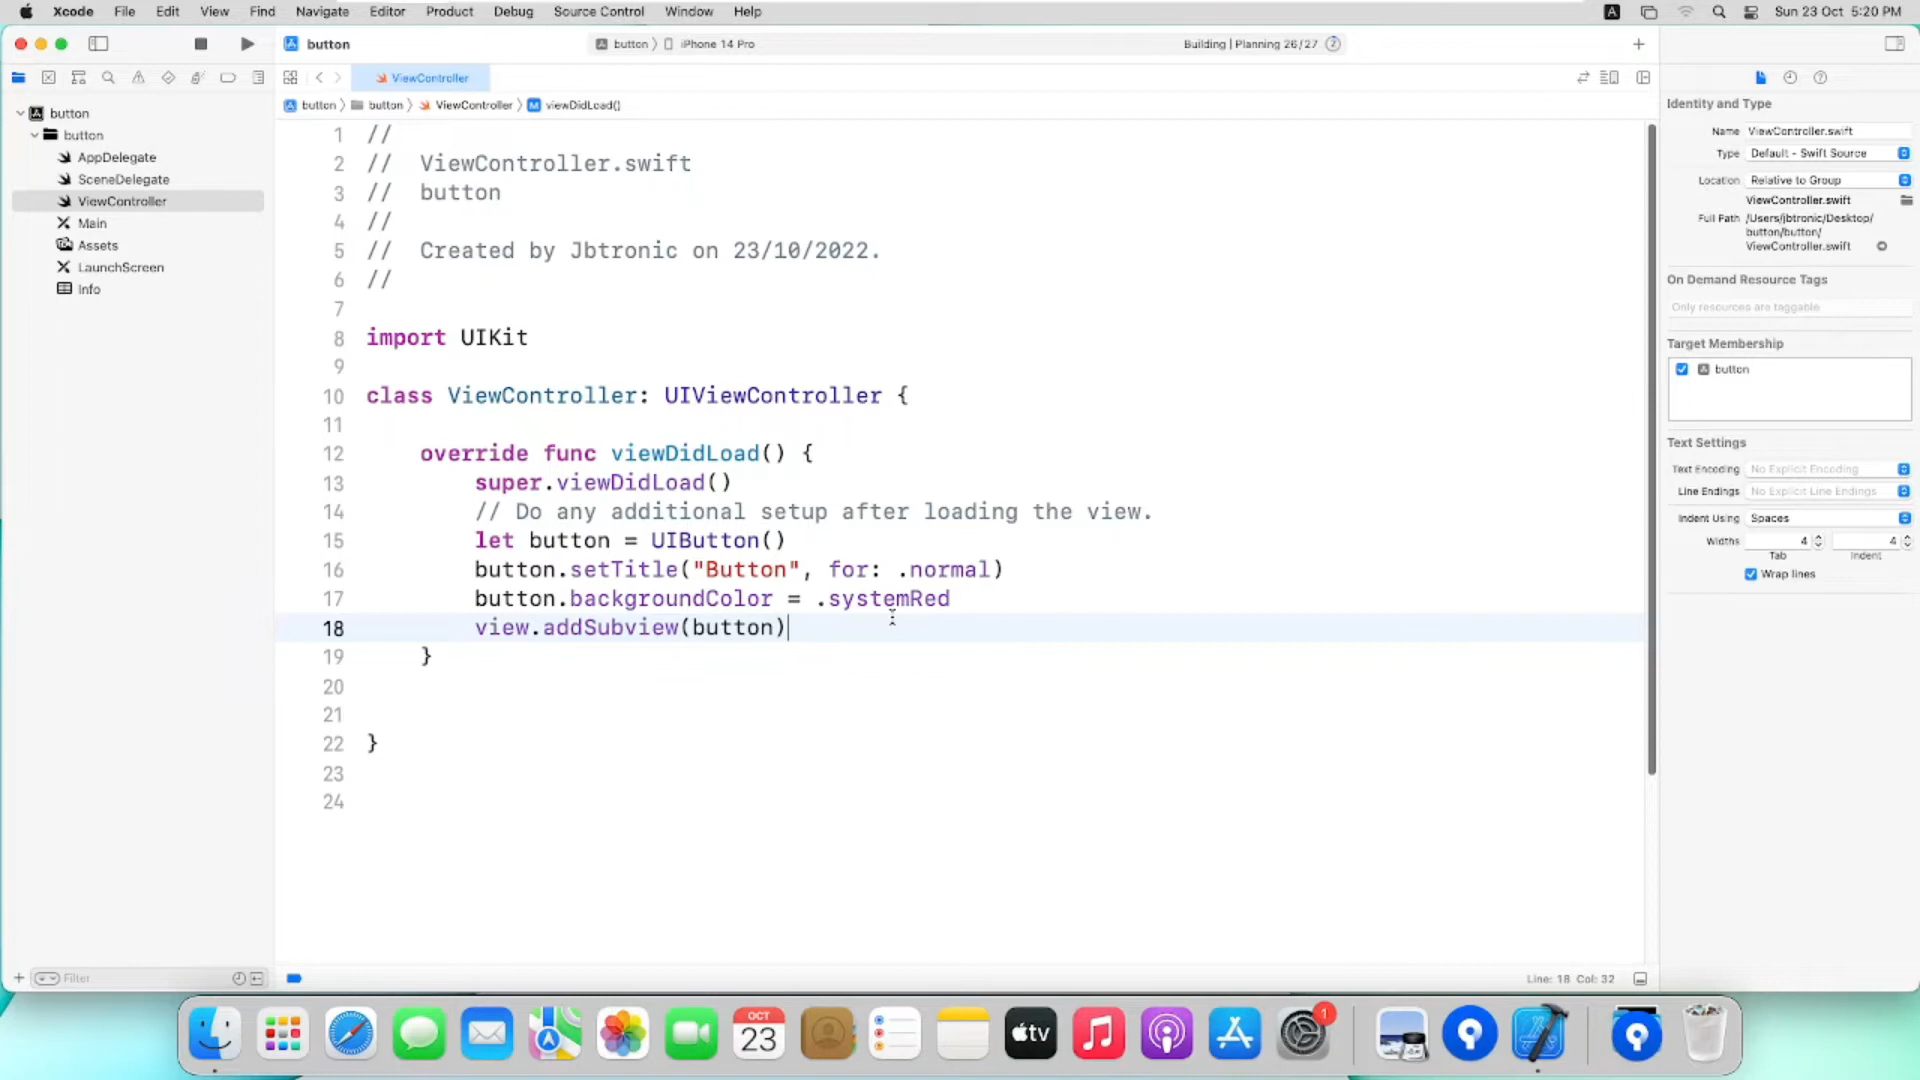 Xcode File Edit View Find Navigate Editor Product Debug Source Control Window Help A Sun 23 Oct 5:20 PM
button button 〉 iPhone 14 Pro Building | Planning 26/27 2
ViewController
button 〉 button 〉 ViewController 〉 M viewDidLoad()
button
button
AppDelegate
SceneDelegate
ViewController
Main
Assets
LaunchScreen
Info
1 //
2 // ViewController.swift
3 // button
4 //
5 // Created by Jbtronic on 23/10/2022.
6 //
7
8 import UIKit
9
10 class ViewController: UIViewController {
11
12 override func viewDidLoad() {
13 super.viewDidLoad()
14 // Do any additional setup after loading the view.
15 let button = UIButton()
16 button.setTitle("Button", for: .normal)
17 button.backgroundColor = .systemRed
18 view.addSubview(button)
19 }
20
21
22 }
23
24
Identity and Type
Name ViewController.swift
Type Default - Swift Source
Location Relative to Group
ViewController.swift
Full Path /Users/jbtronic/Desktop/
button/button/
ViewController.swift
On Demand Resource Tags
Only resources are taggable
Target Membership
button
Text Settings
Text Encoding No Explicit Encoding
Line Endings No Explicit Line Endings
Indent Using Spaces
Widths 4 4
Tab Indent
Wrap lines
Filter
Line: 18 Col: 32
OCT
23
tv
1